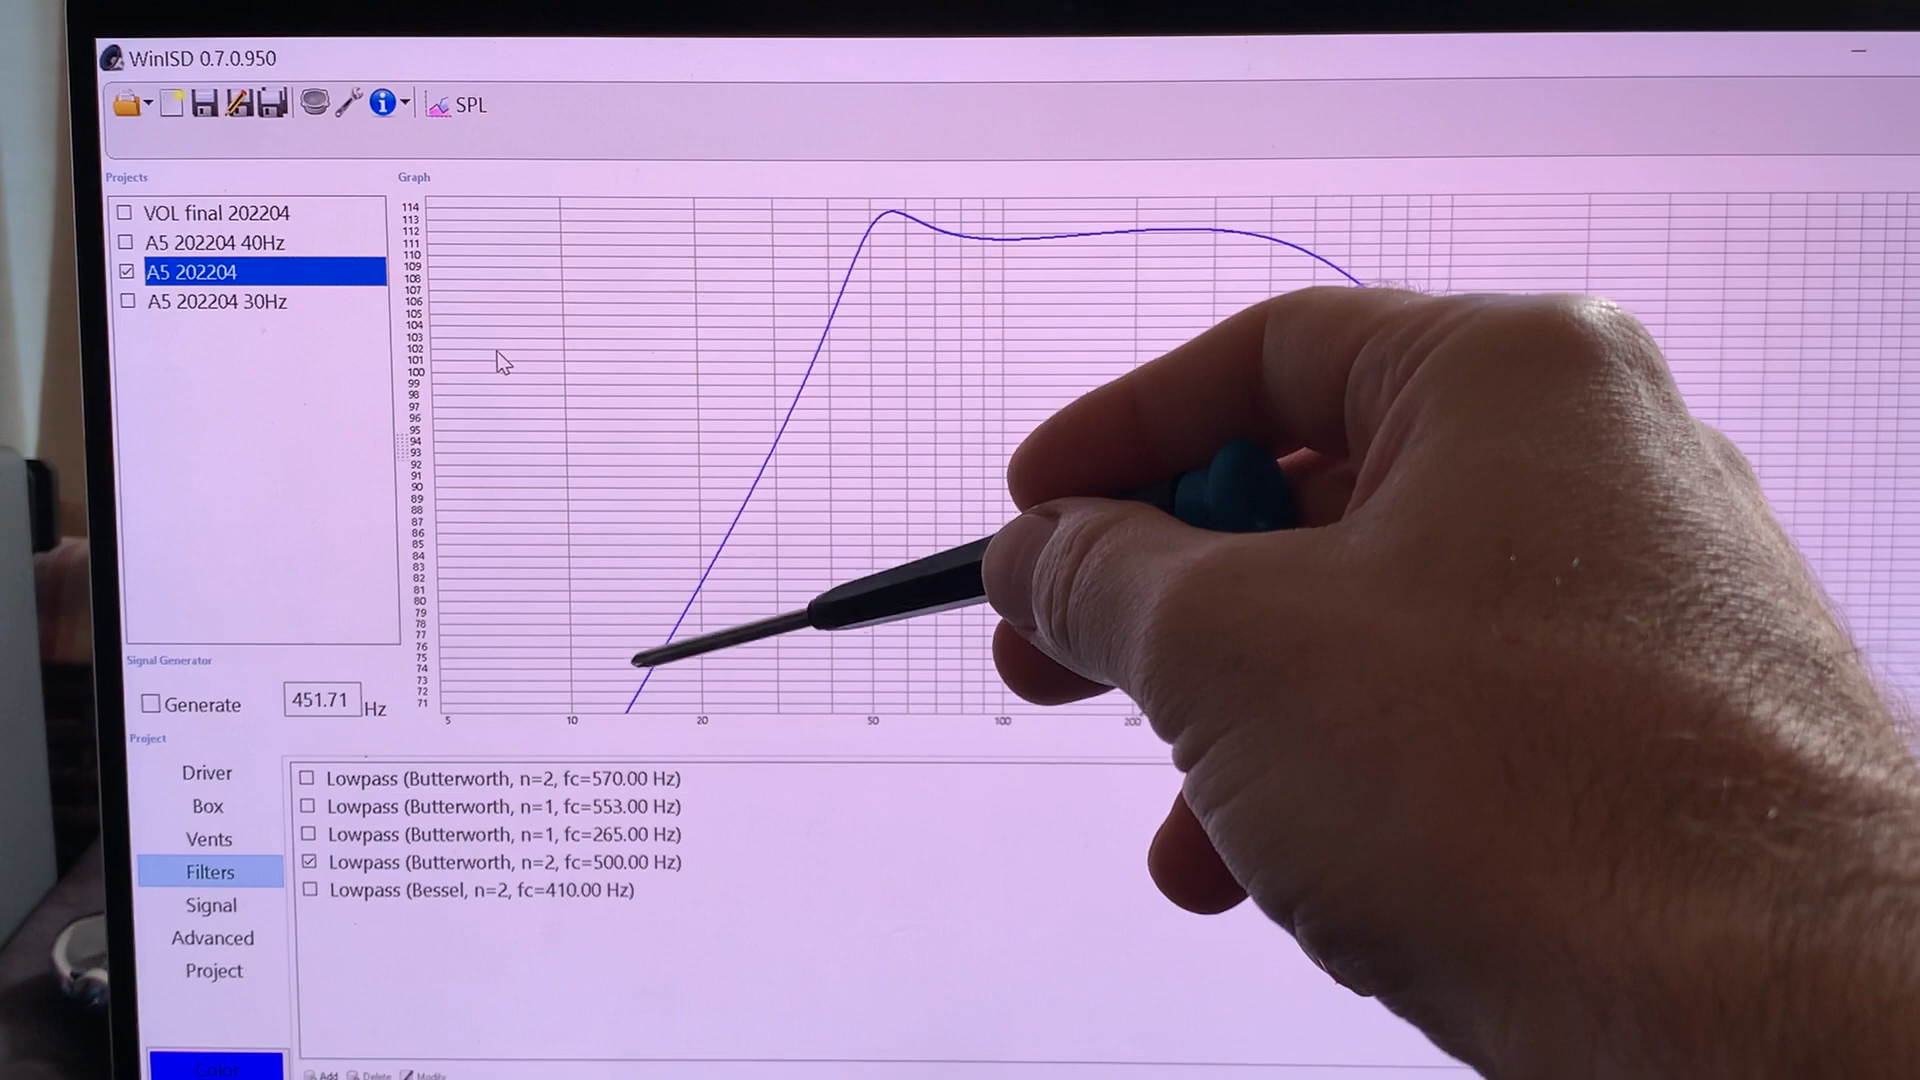 WinISD 0.7.0.950
SPL
Projects
VOL final 202204
A5 202204 40Hz
A5 202204
A5 202204 30Hz
Graph
114
113
112
111
110
109
108
107
106
105
104
103
102
101
100
99
98
97
96
95
94
93
92
91
90
89
88
87
86
85
84
83
82
81
80
79
78
77
76
75
74
73
72
71
5 10 20 50 100 200
Signal Generator
Generate 451.71 Hz
Project
Driver
Box
Vents
Filters
Signal
Advanced
Project
Color
Lowpass (Butterworth, n=2, fc=570.00 Hz)
Lowpass (Butterworth, n=1, fc=553.00 Hz)
Lowpass (Butterworth, n=1, fc=265.00 Hz)
Lowpass (Butterworth, n=2, fc=500.00 Hz)
Lowpass (Bessel, n=2, fc=410.00 Hz)
Add Delete Modify